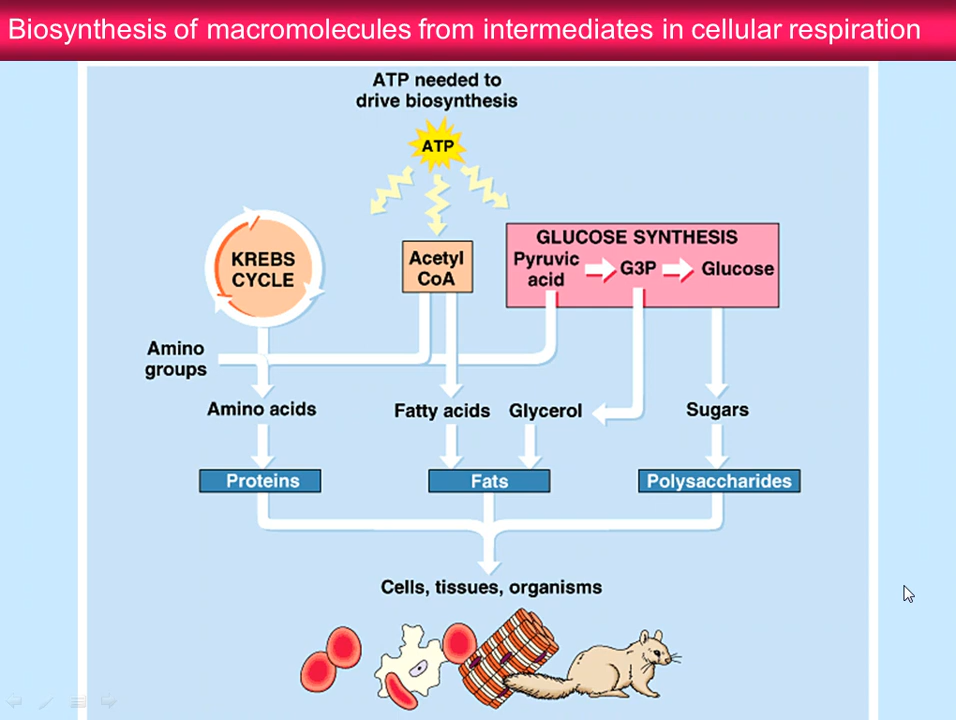 Biosynthesis of macromolecules from intermediates in cellular respiration
ATP needed to
drive biosynthesis
ATP
KREBS
CYCLE
Acetyl
CoA
GLUCOSE SYNTHESIS
Pyruvic
acid
G3P
Glucose
Amino
groups
Amino acids
Fatty acids
Glycerol
Sugars
Proteins
Fats
Polysaccharides
Cells, tissues, organisms